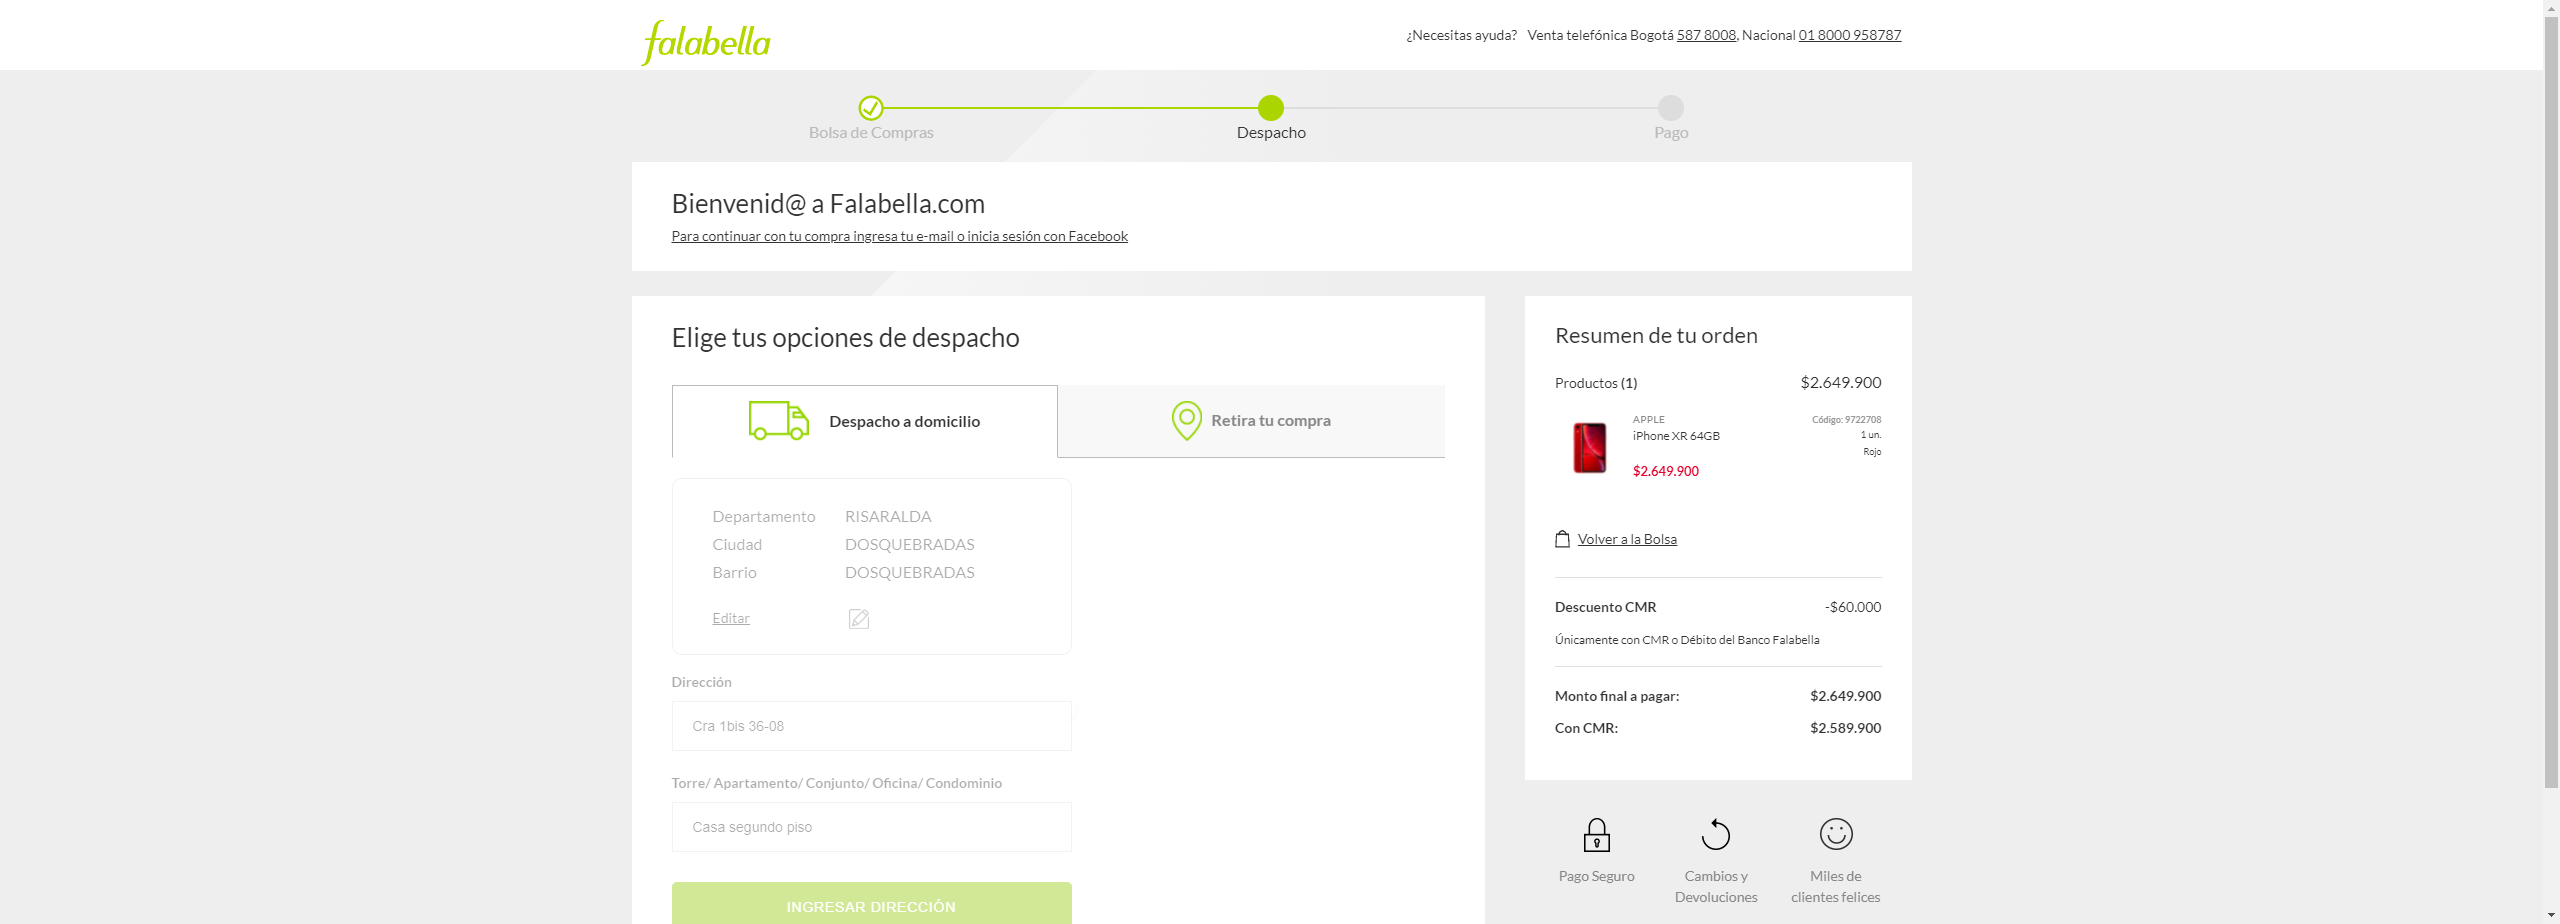 falabella
¿Necesitas ayuda? Venta telefónica Bogotá 587 8008, Nacional 01 8000 958787
Bolsa de Compras
Despacho
Pago
Bienvenid@ a Falabella.com
Para continuar con tu compra ingresa tu e-mail o inicia sesión con Facebook
Elige tus opciones de despacho
Despacho a domicilio
Retira tu compra
Departamento RISARALDA
Ciudad DOSQUEBRADAS
Barrio DOSQUEBRADAS
Editar
Dirección
Cra 1bis 36-08
Torre/ Apartamento/ Conjunto/ Oficina/ Condominio
Casa segundo piso
INGRESAR DIRECCIÓN
Resumen de tu orden
Productos (1) $2.649.900
APPLE Código: 9722708
iPhone XR 64GB 1 un.
Rojo
$2.649.900
Volver a la Bolsa
Descuento CMR -$60.000
Únicamente con CMR o Débito del Banco Falabella
Monto final a pagar: $2.649.900
Con CMR: $2.589.900
Pago Seguro
Cambios y
Devoluciones
Miles de
clientes felices